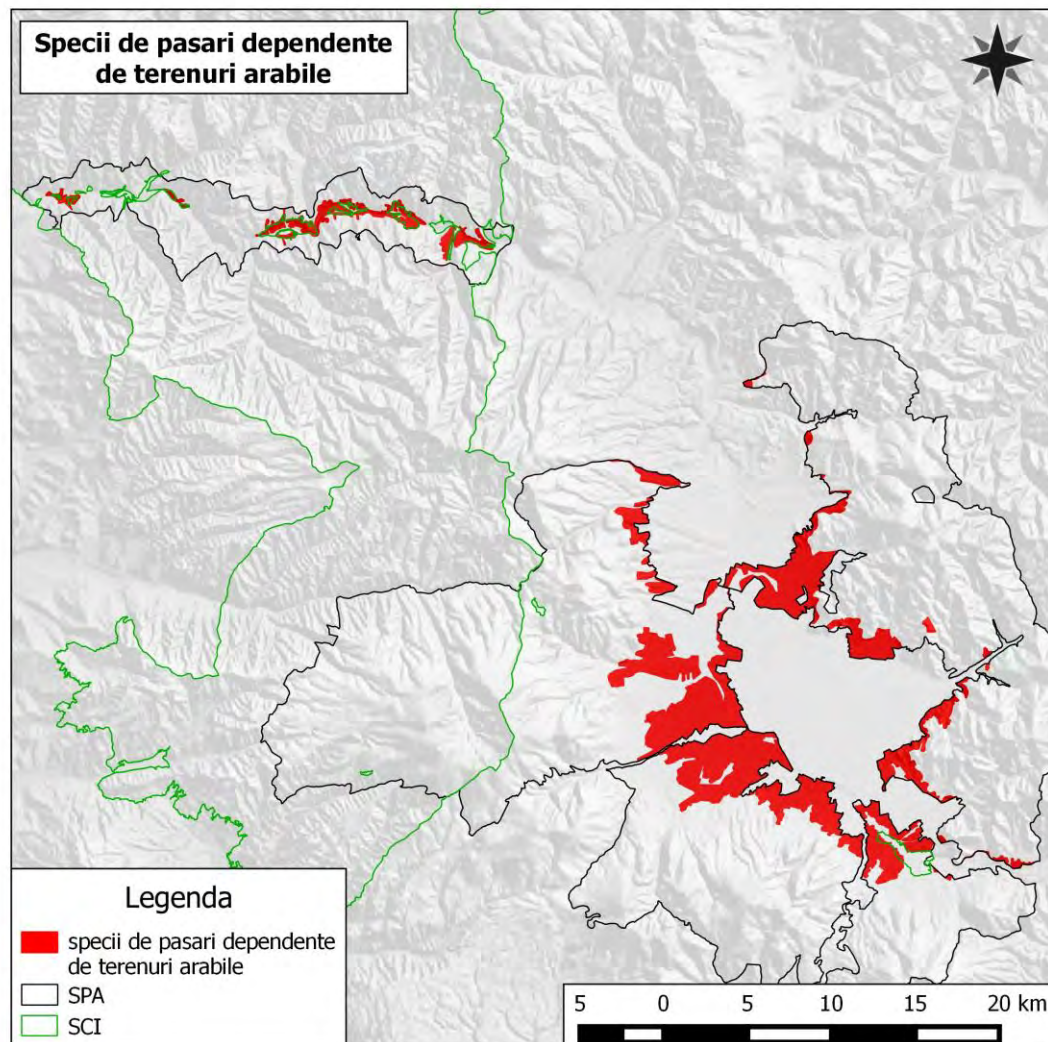 Specii de pasari dependente
de terenuri arabile
Legenda
specii de pasari dependente
de terenuri arabile
SPA
SCI
5 0 5 10 15 20 km